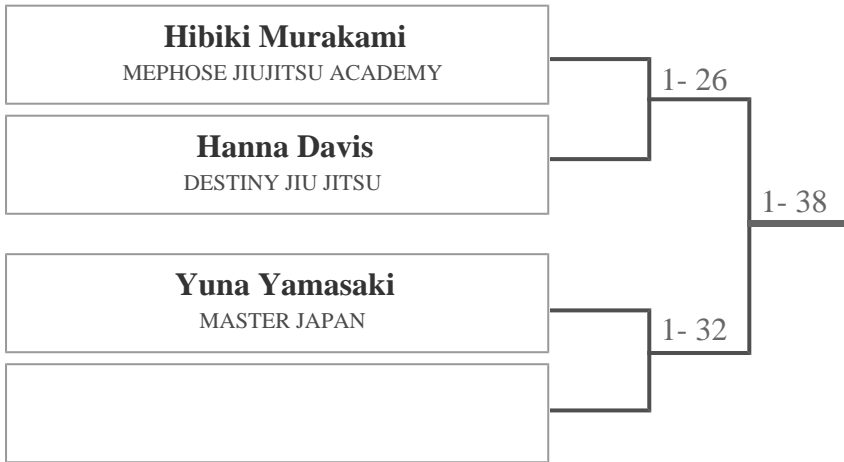 Hibiki Murakami
MEPHOSE JIUJITSU ACADEMY
1- 26
Hanna Davis
DESTINY JIU JITSU
1- 38
Yuna Yamasaki
MASTER JAPAN
1- 32